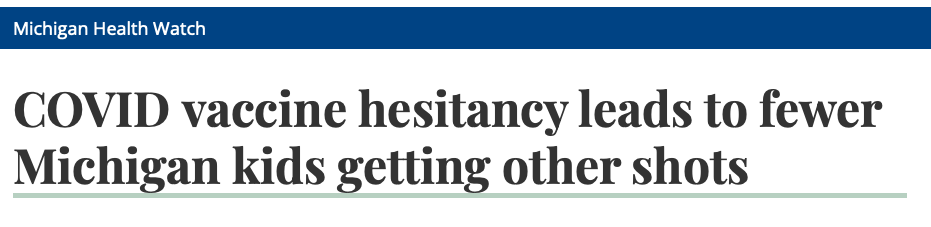 Michigan Health Watch
COVID vaccine hesitancy leads to fewer
Michigan kids getting other shots